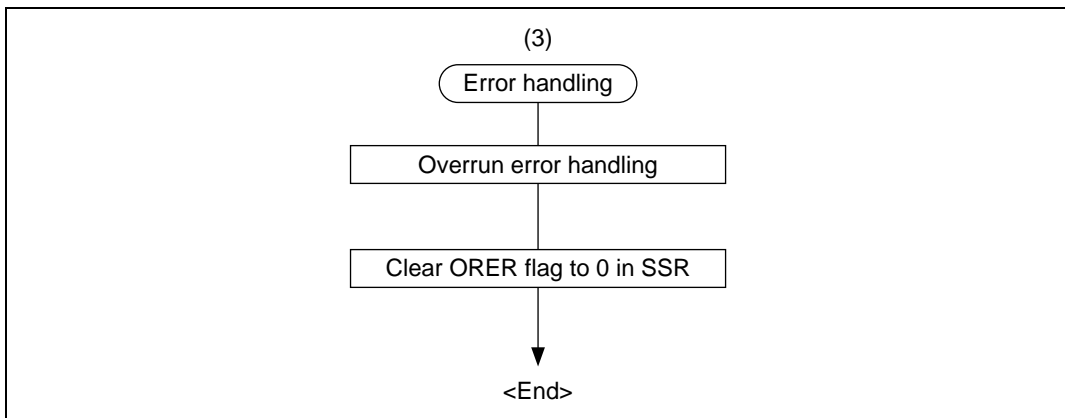 (3)
Error handling
Overrun error handling
Clear ORER flag to 0 in SSR
<End>